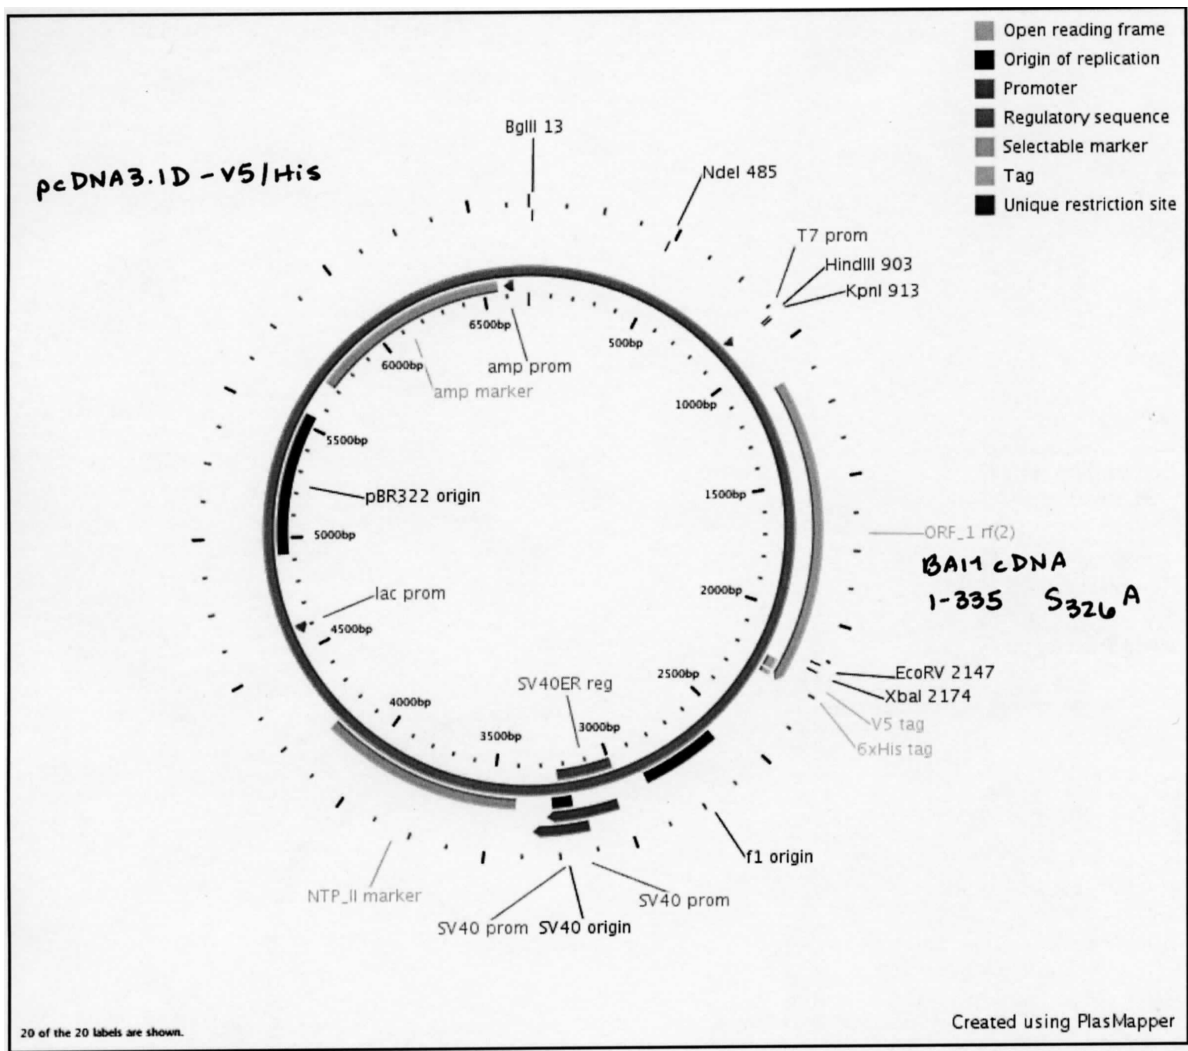 Open reading frame
Origin of replication
Promoter
Regulatory sequence
Selectable marker
Tag
Unique restriction site
pcDNA3.1D-V5/His
BglII 13
NdeI 485
T7 prom
HindIII 903
KpnI 913
6500bp
500bp
6000bp
amp prom
amp marker
1000bp
5500bp
pBR322 origin
1500bp
5000bp
ORF_1 rf(2)
BAI1 cDNA
1-335 S326A
lac prom
2000bp
4500bp
EcoRV 2147
XbaI 2174
SV40ER reg
2500bp
V5 tag
4000bp
3000bp
6xHis tag
3500bp
f1 origin
NTP_II marker
SV40 prom
SV40 prom SV40 origin
20 of the 20 labels are shown.
Created using PlasMapper